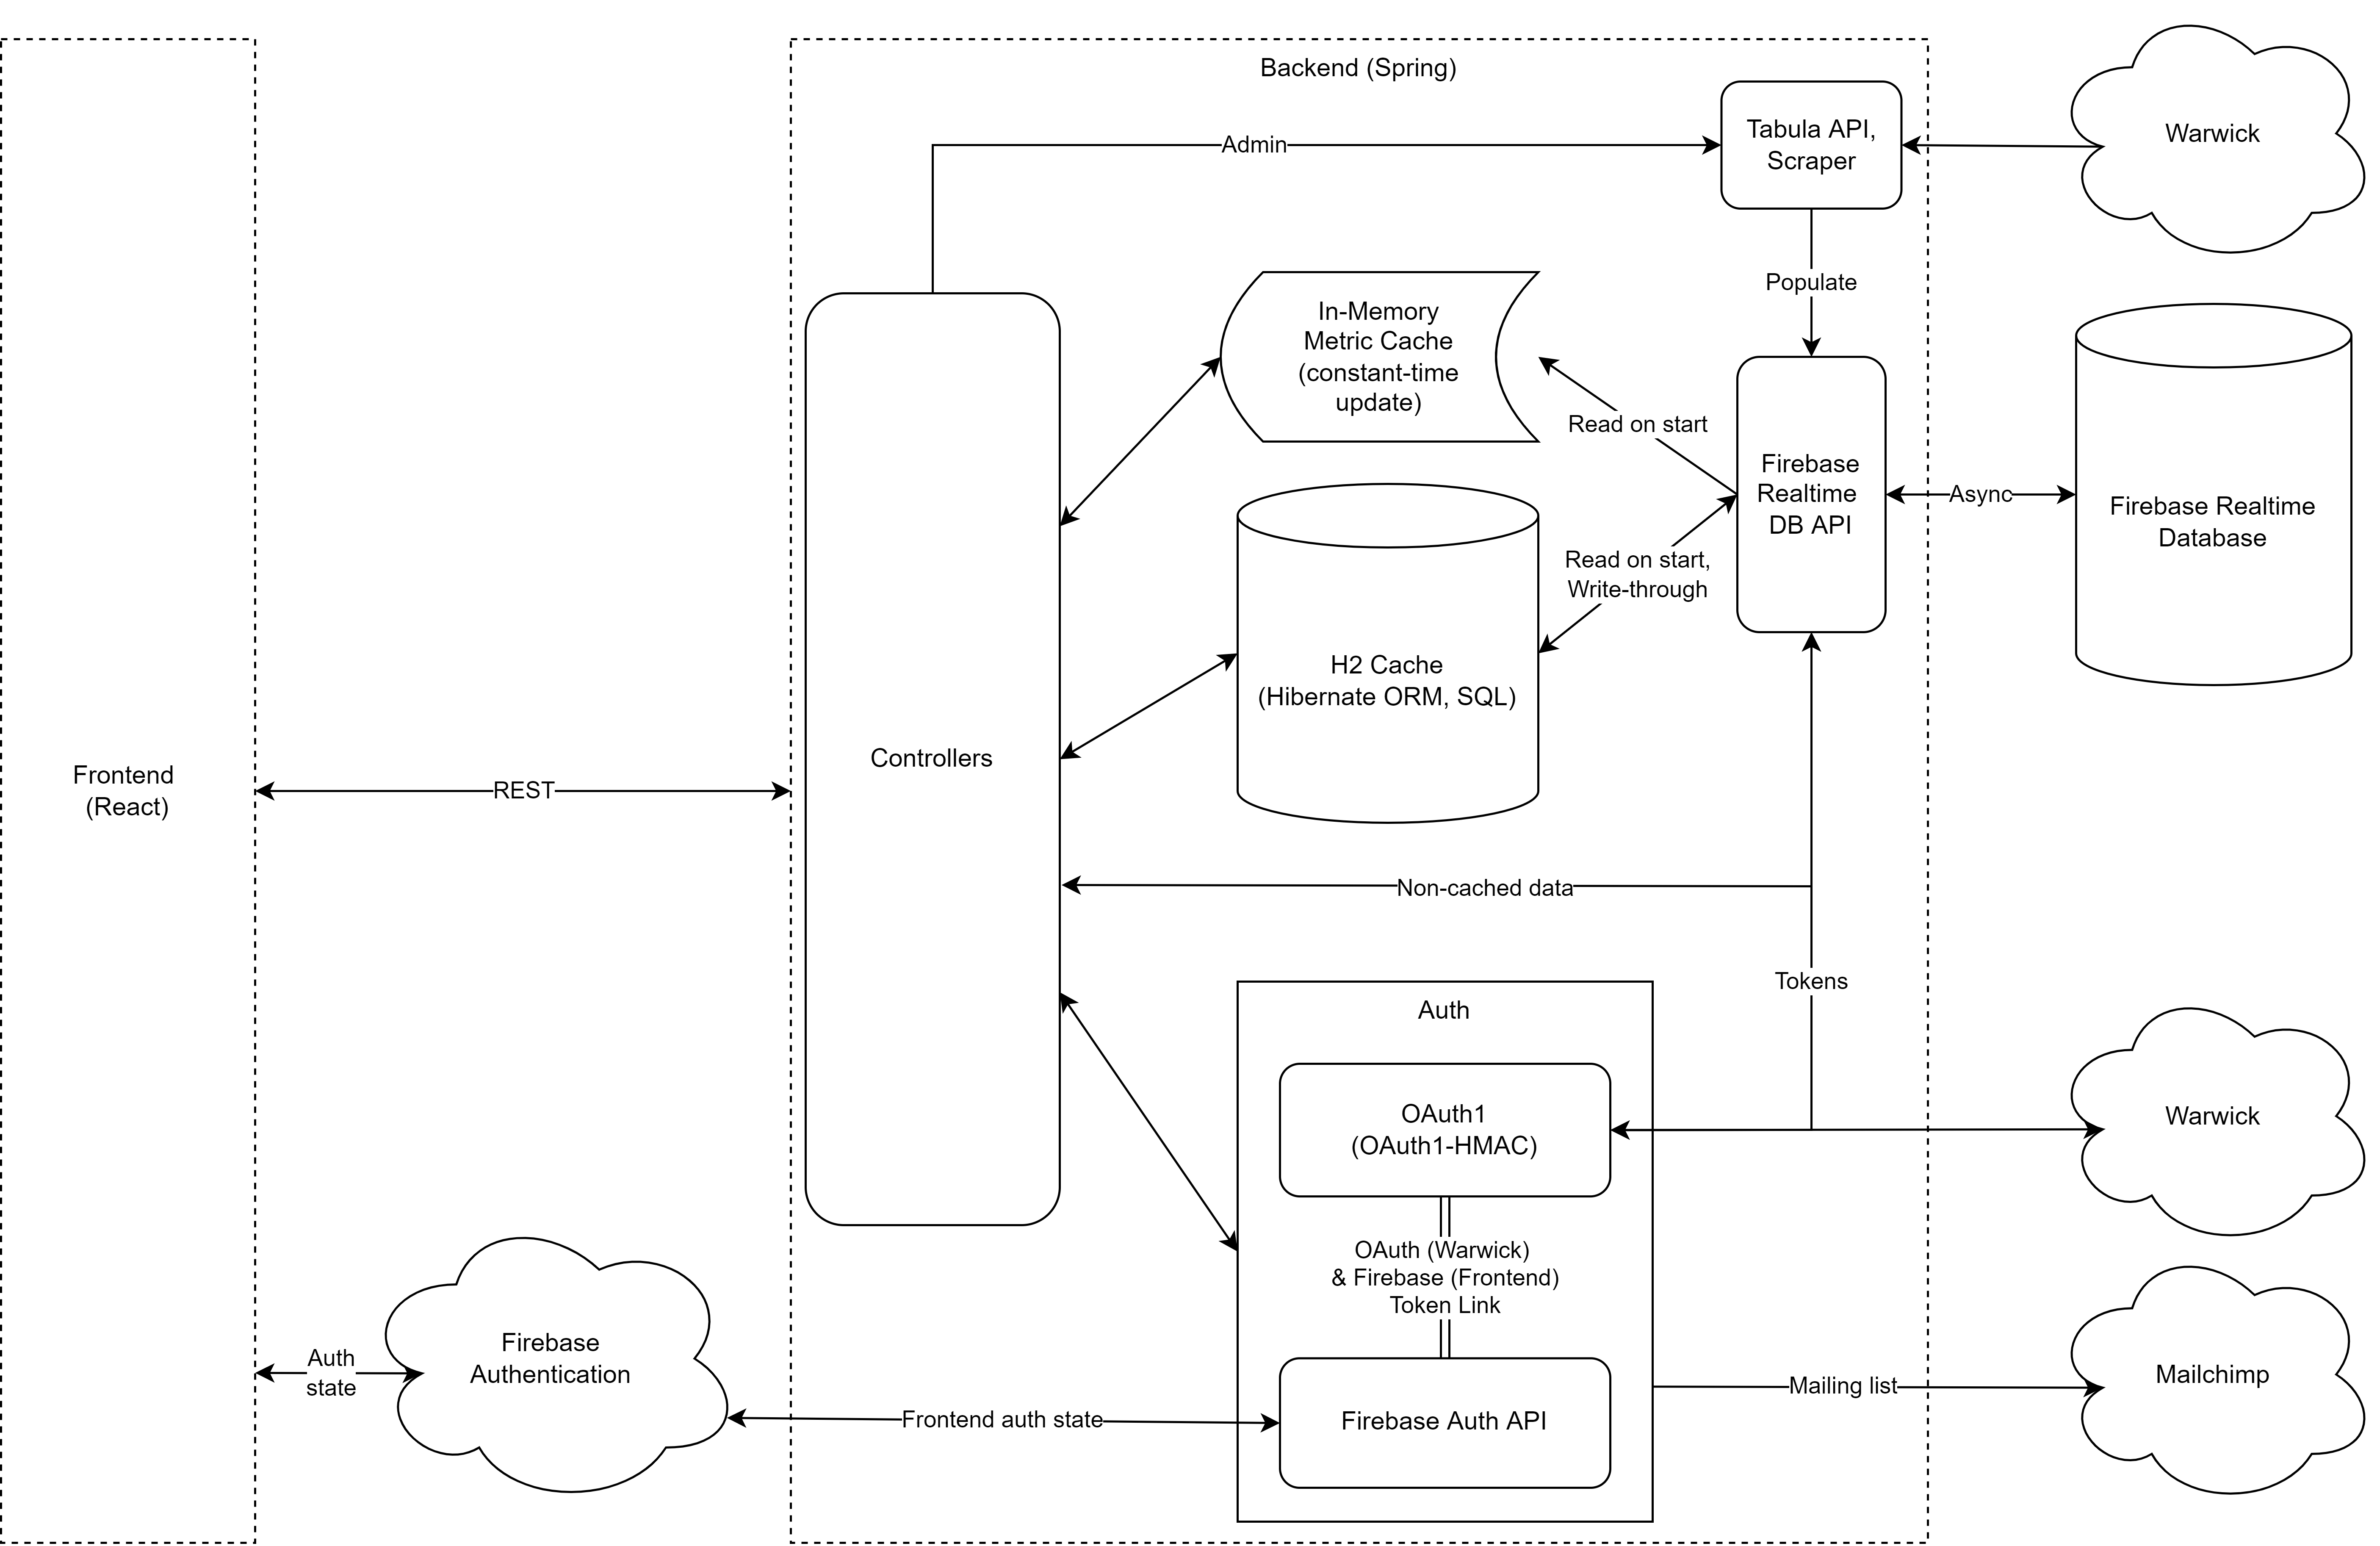 Backend (Spring)
Tabula API,
Scraper
Warwick
Admin
Populate
In-Memory
Metric Cache
(constant-time
update)
Read on start
Firebase
Realtime
DB API
Async
Firebase Realtime
Database
Read on start,
Write-through
H2 Cache
(Hibernate ORM, SQL)
Controllers
Frontend
(React)
REST
Non-cached data
Tokens
Auth
OAuth1
(OAuth1-HMAC)
Warwick
OAuth (Warwick)
& Firebase (Frontend)
Token Link
Firebase
Authentication
Auth
state
Frontend auth state
Firebase Auth API
Mailing list
Mailchimp